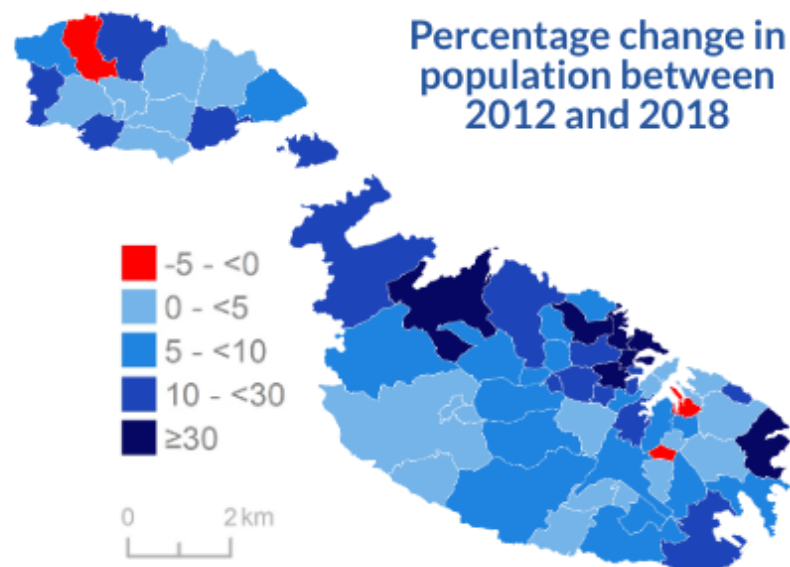 Percentage change in
population between
2012 and 2018
-5 - <0
0 - <5
5 - <10
10 - <30
≥30
0 2 km